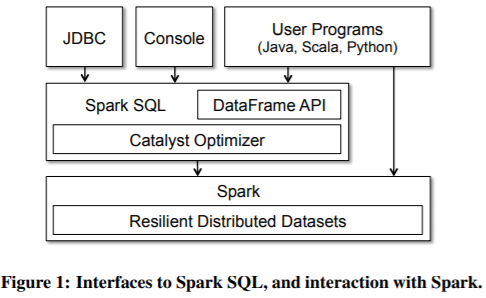 JDBC
Console
User Programs
(Java, Scala, Python)
Spark SQL
DataFrame API
Catalyst Optimizer
Spark
Resilient Distributed Datasets
Figure 1: Interfaces to Spark SQL, and interaction with Spark.